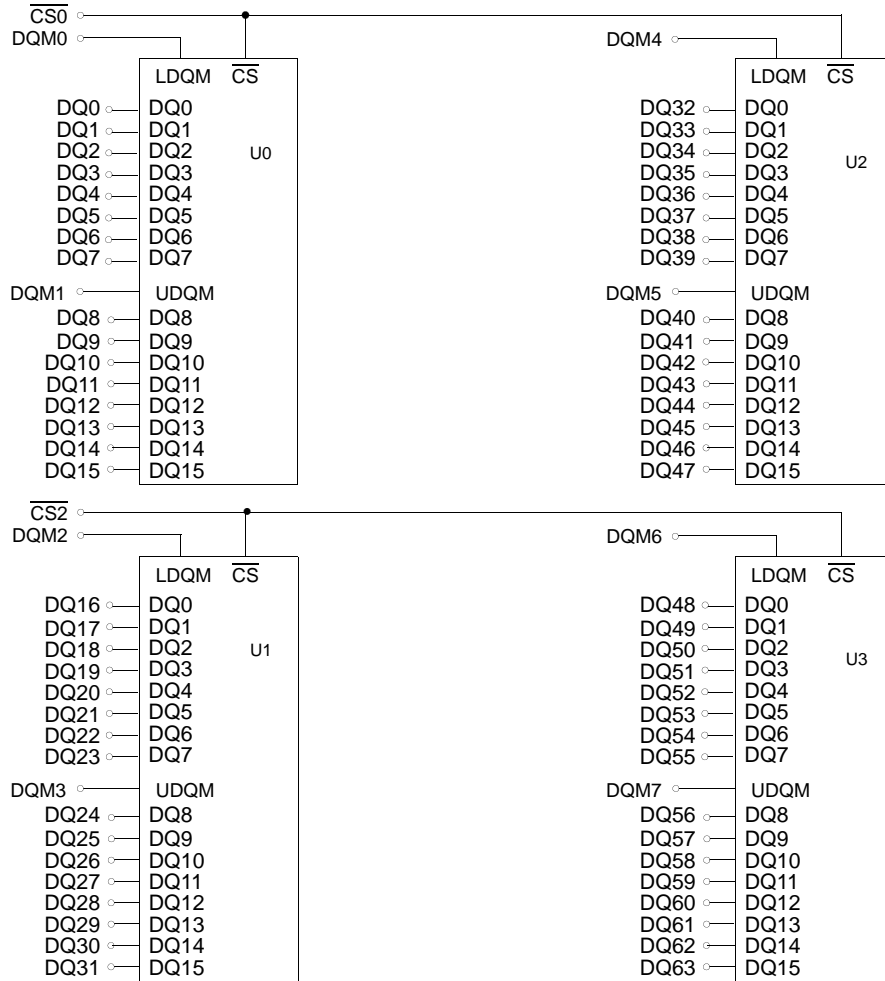 CS0
DQM0
LDQM CS
DQ0 DQ0
DQ1 DQ1
DQ2 DQ2
DQ3 DQ3
DQ4 DQ4
DQ5 DQ5
DQ6 DQ6
DQ7 DQ7
U0
DQM1 UDQM
DQ8 DQ8
DQ9 DQ9
DQ10 DQ10
DQ11 DQ11
DQ12 DQ12
DQ13 DQ13
DQ14 DQ14
DQ15 DQ15
DQM4
LDQM CS
DQ32 DQ0
DQ33 DQ1
DQ34 DQ2
DQ35 DQ3
DQ36 DQ4
DQ37 DQ5
DQ38 DQ6
DQ39 DQ7
U2
DQM5 UDQM
DQ40 DQ8
DQ41 DQ9
DQ42 DQ10
DQ43 DQ11
DQ44 DQ12
DQ45 DQ13
DQ46 DQ14
DQ47 DQ15
CS2
DQM2
LDQM CS
DQ16 DQ0
DQ17 DQ1
DQ18 DQ2
DQ19 DQ3
DQ20 DQ4
DQ21 DQ5
DQ22 DQ6
DQ23 DQ7
U1
DQM3 UDQM
DQ24 DQ8
DQ25 DQ9
DQ26 DQ10
DQ27 DQ11
DQ28 DQ12
DQ29 DQ13
DQ30 DQ14
DQ31 DQ15
DQM6
LDQM CS
DQ48 DQ0
DQ49 DQ1
DQ50 DQ2
DQ51 DQ3
DQ52 DQ4
DQ53 DQ5
DQ54 DQ6
DQ55 DQ7
U3
DQM7 UDQM
DQ56 DQ8
DQ57 DQ9
DQ58 DQ10
DQ59 DQ11
DQ60 DQ12
DQ61 DQ13
DQ62 DQ14
DQ63 DQ15